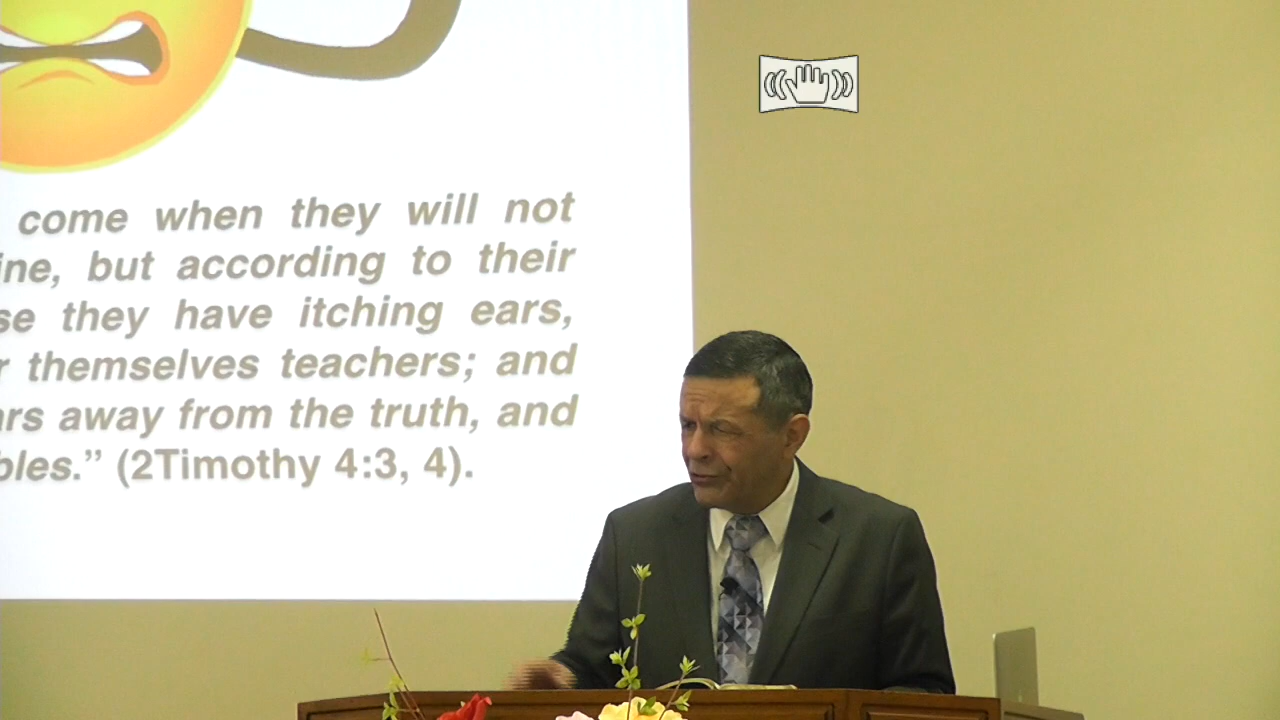 come when they will not
ine, but according to their
se they have itching ears,
r themselves teachers; and
ars away from the truth, and
bles.” (2Timothy 4:3, 4).